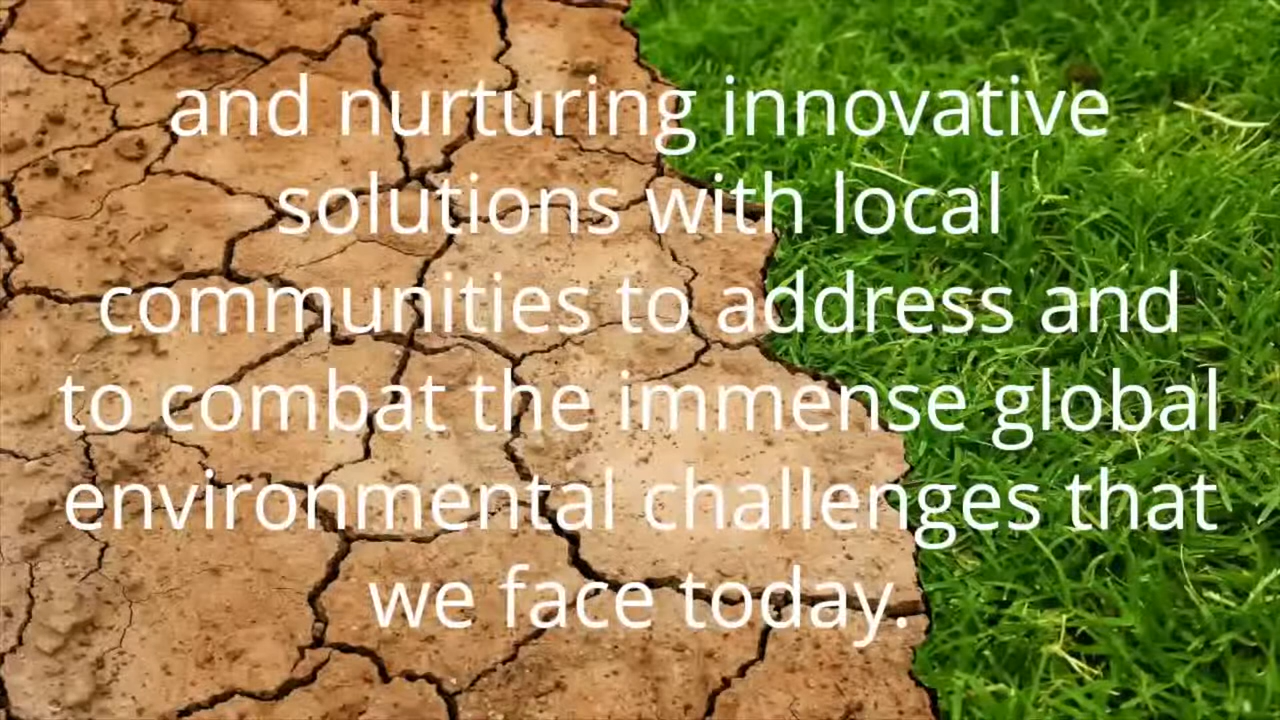 and nurturing innovative
solutions with local
communities to address and
to combat the immense global
environmental challenges that
we face today.